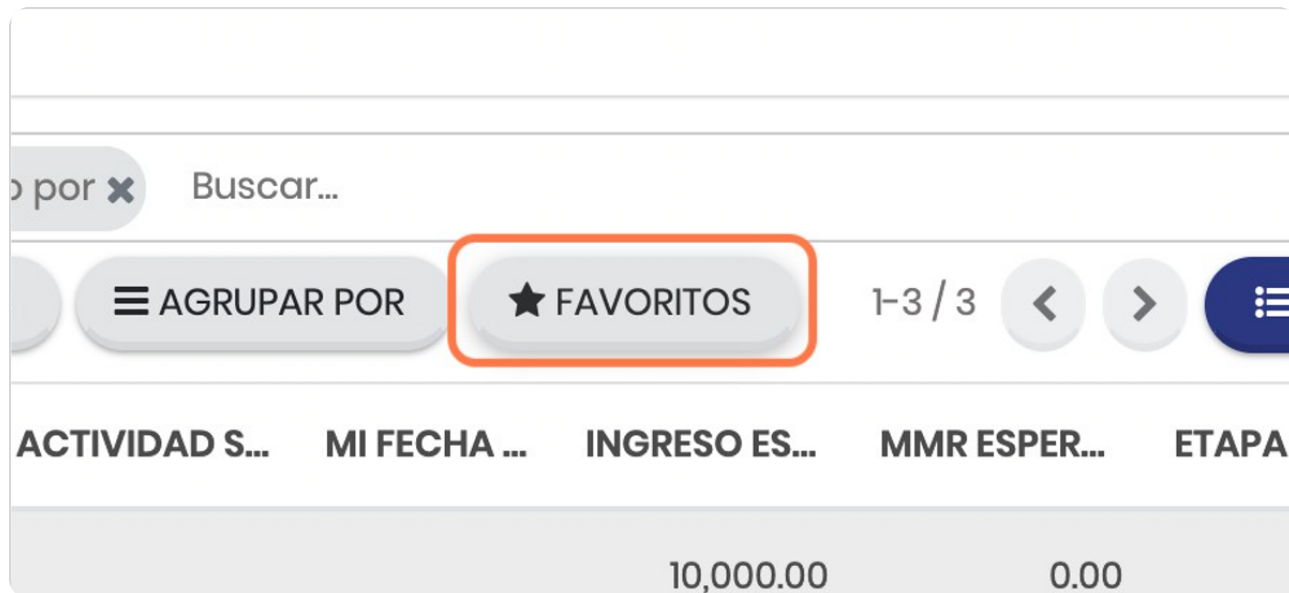 por Buscar...
AGRUPAR POR FAVORITOS 1-3 / 3
ACTIVIDAD S... MI FECHA ... INGRESO ES... MMR ESPER... ETAPA
10,000.00 0.00